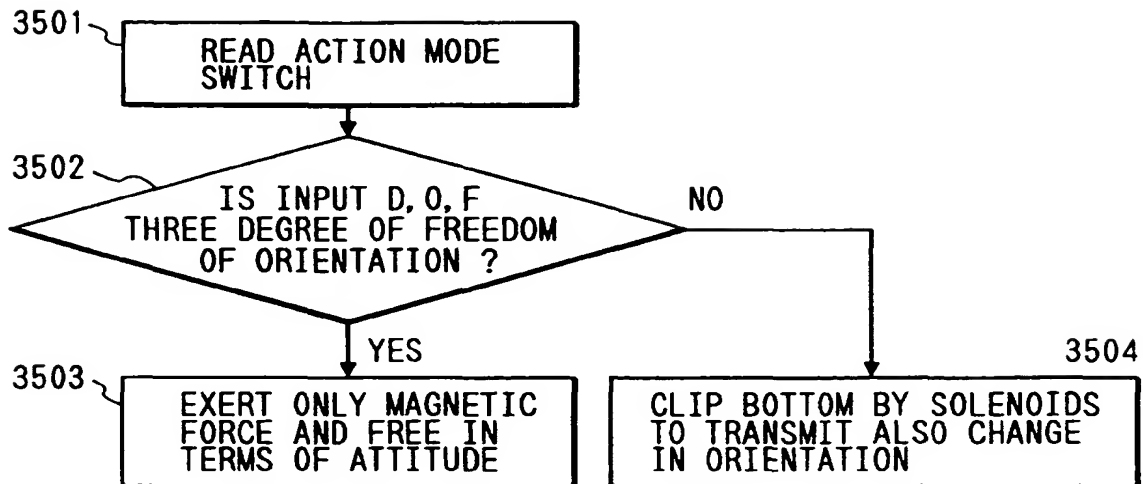 3501
READ ACTION MODE
SWITCH
3502
IS INPUT D,O,F
THREE DEGREE OF FREEDOM
OF ORIENTATION ?
NO
YES
3503
EXERT ONLY MAGNETIC
FORCE AND FREE IN
TERMS OF ATTITUDE
3504
CLIP BOTTOM BY SOLENOIDS
TO TRANSMIT ALSO CHANGE
IN ORIENTATION